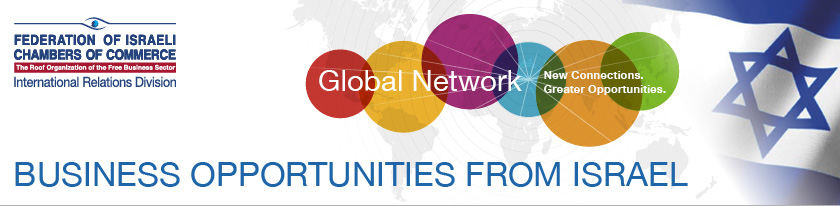 FEDERATION OF ISRAELI
CHAMBERS OF COMMERCE
The Roof Organization of the Free Business Sector
International Relations Division
Global Network
New Connections.
Greater Opportunities.
BUSINESS OPPORTUNITIES FROM ISRAEL